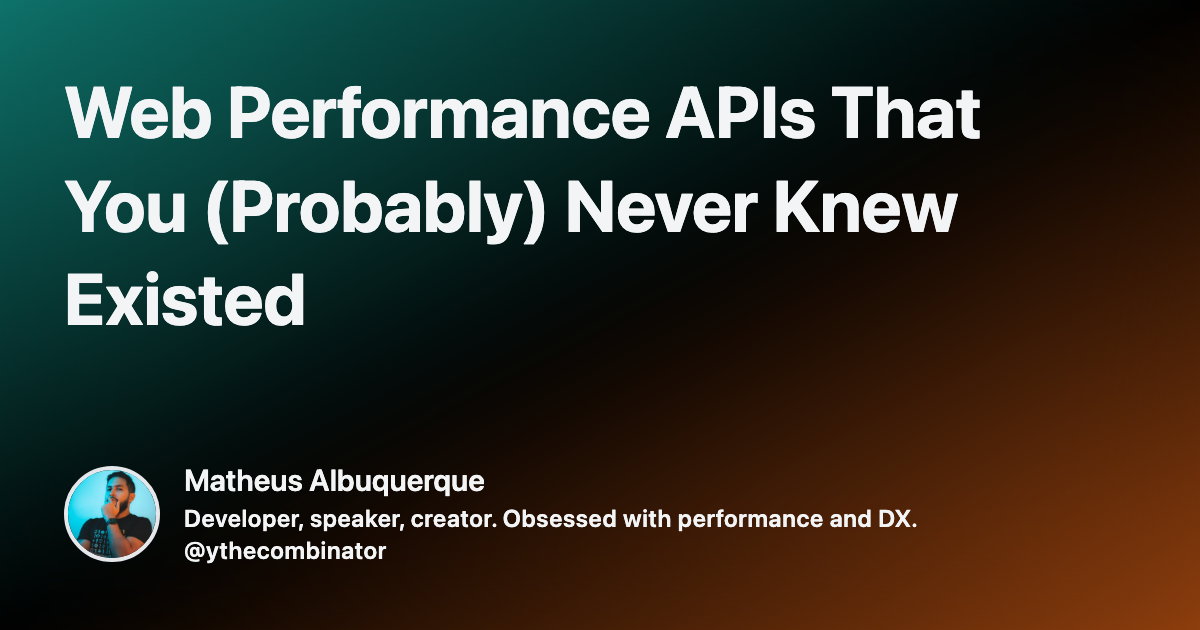 Web Performance APIs That
You (Probably) Never Knew
Existed
Matheus Albuquerque
Developer, speaker, creator. Obsessed with performance and DX.
@ythecombinator